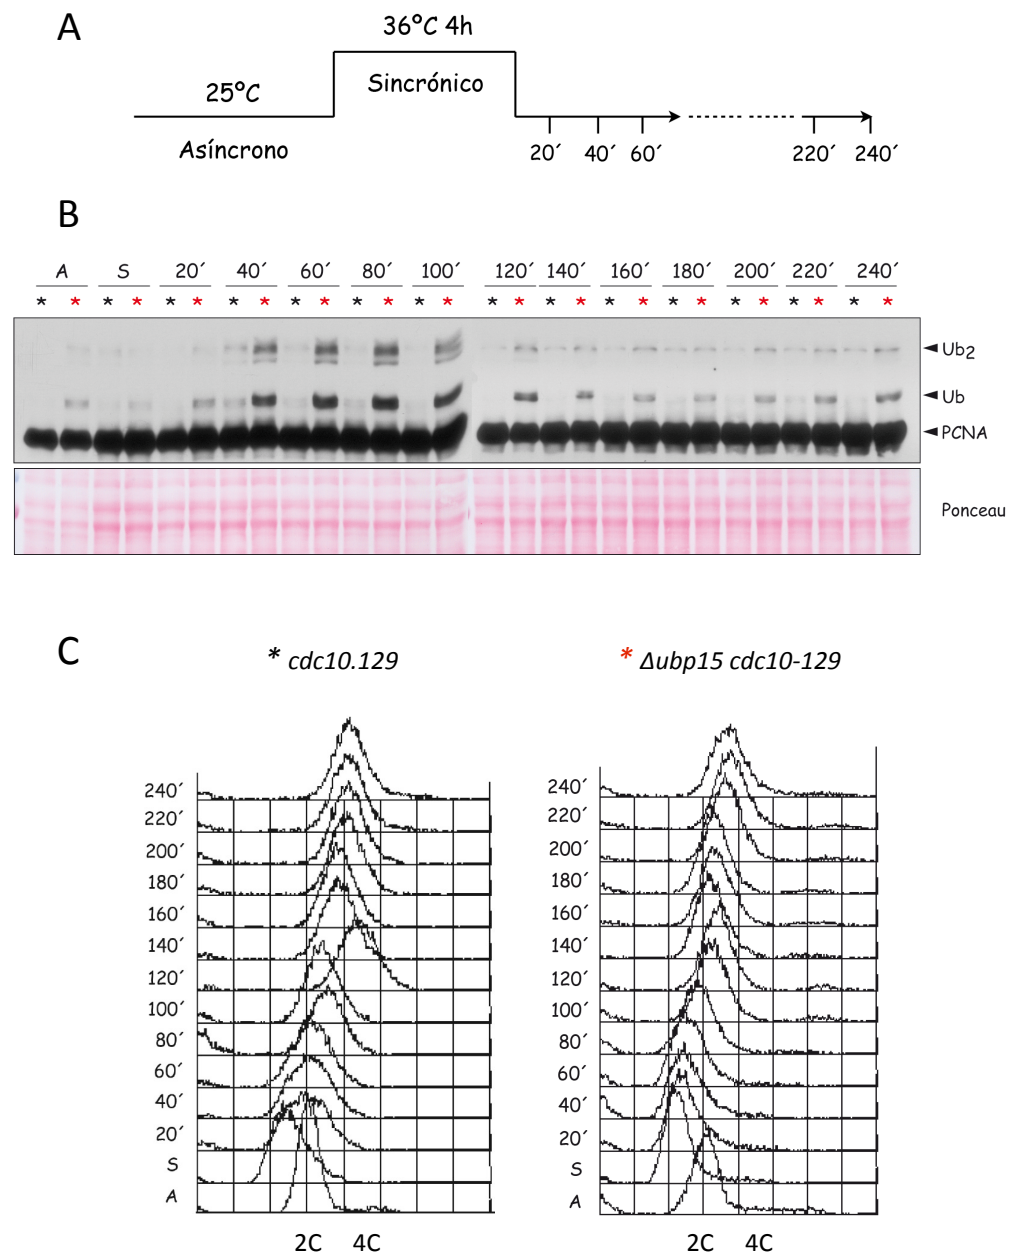 A
36ºC 4h
25ºC
Sincrónico
Asíncrono
20´ 40´ 60´ 220´ 240´
B
A S 20´ 40´ 60´ 80´ 100´ 120´ 140´ 160´ 180´ 200´ 220´ 240´
* * * * * * * * * * * * * * * * * * * * * * * * * * * *
Ub2
Ub
PCNA
Ponceau
C
* cdc10.129
* Δubp15 cdc10-129
240´
220´
200´
180´
160´
140´
120´
100´
80´
60´
40´
20´
S
A
2C 4C
240´
220´
200´
180´
160´
140´
120´
100´
80´
60´
40´
20´
S
A
2C 4C